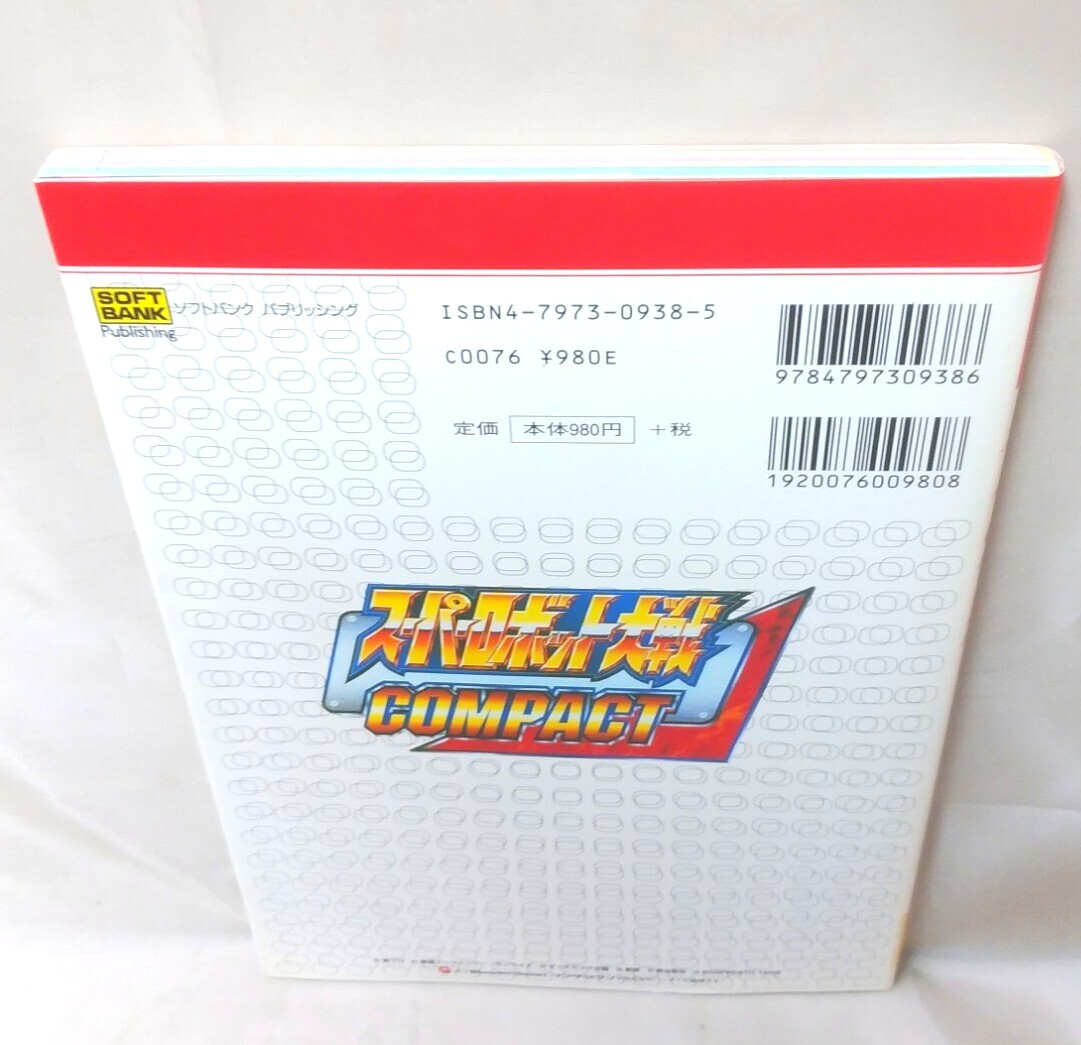 SOFT
BANK
Publishing
ソフトバンク パブリッシング
ISBN4-7973-0938-5
C0076 ¥980E
定価 本体980円 +税
9784797309386
1920076009808
スーパーロボット大戦
COMPACT